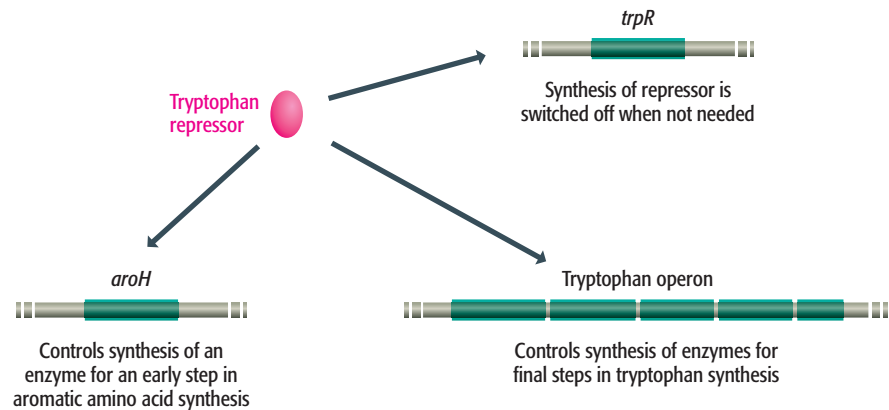 trpR
Synthesis of repressor is
switched off when not needed
Tryptophan
repressor
aroH
Controls synthesis of an
enzyme for an early step in
aromatic amino acid synthesis
Tryptophan operon
Controls synthesis of enzymes for
final steps in tryptophan synthesis